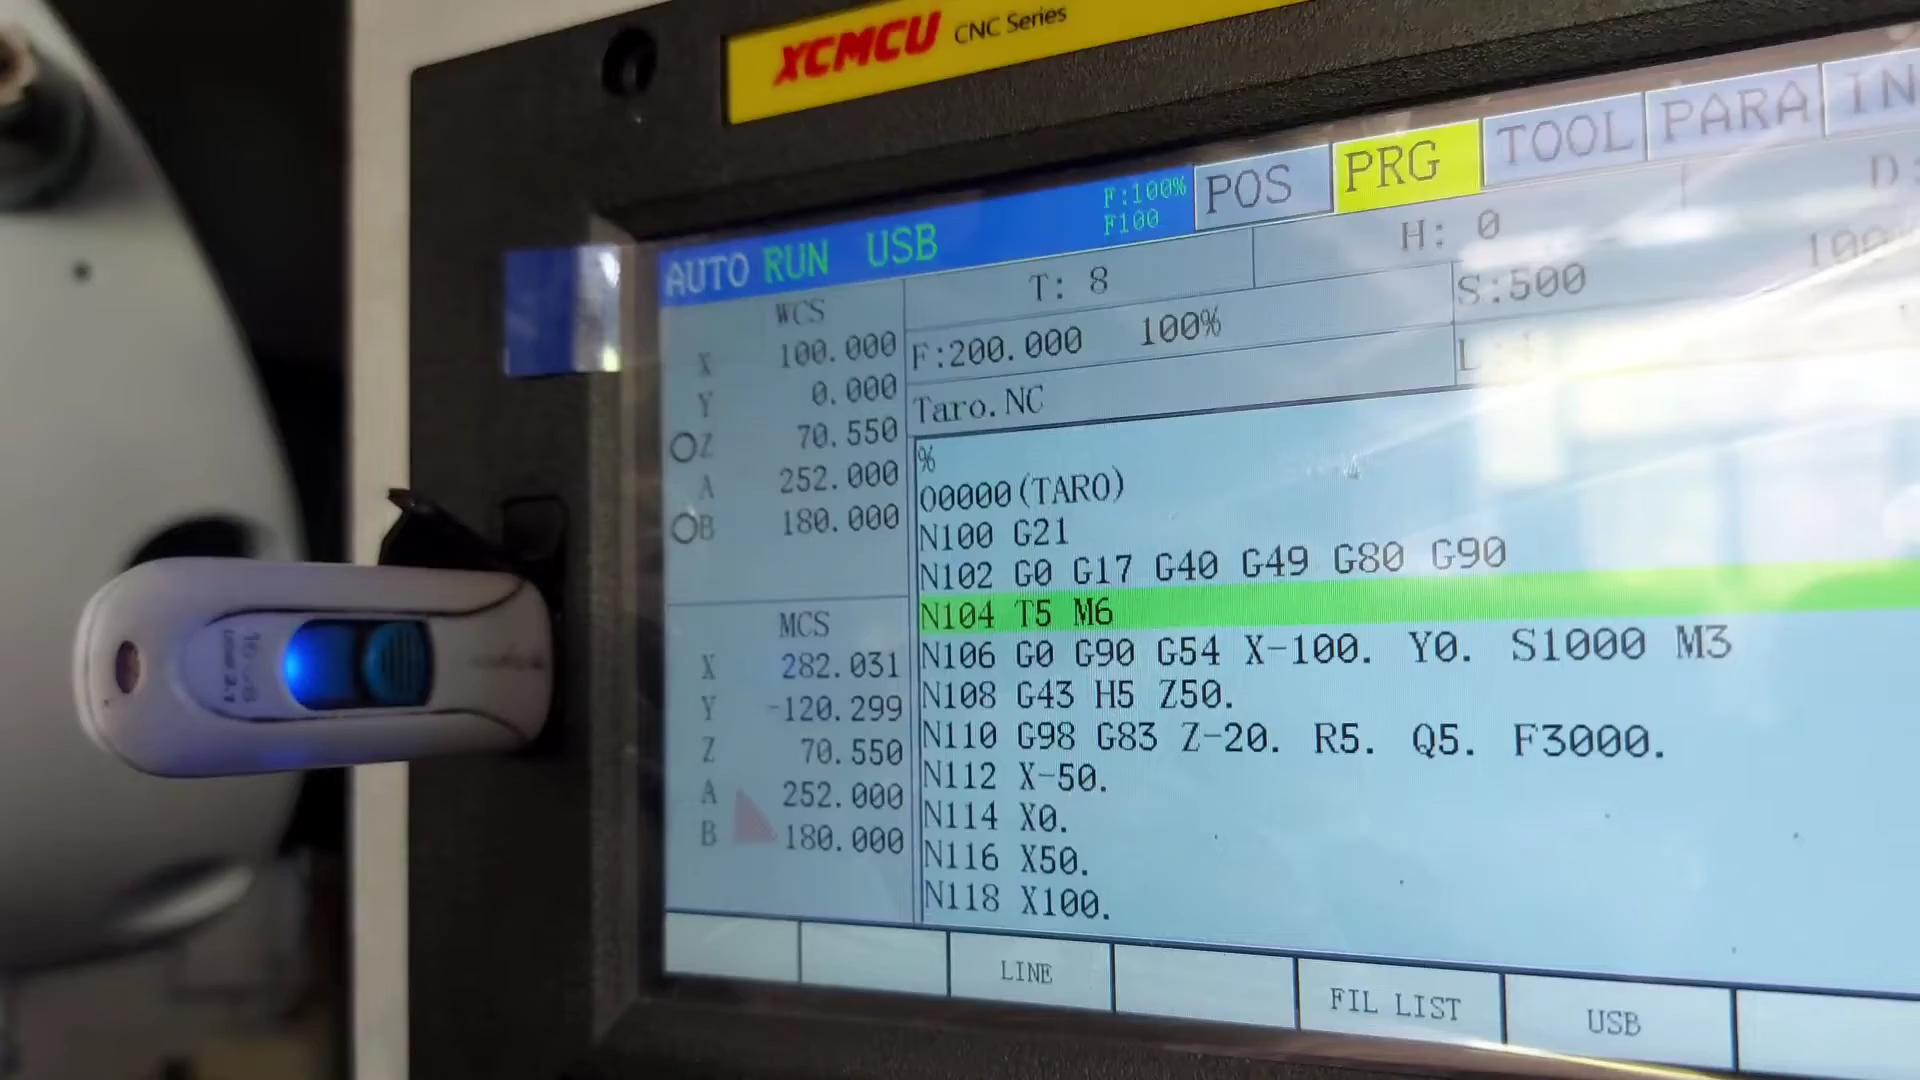 XCMCU CNC Series
AUTO RUN USB
F:100%
F100
POS PRG TOOL PARA
T: 8
H: 0
D:
F:200.000 100%
S:500
Taro.NC
WCS
X 100.000
Y 0.000
Z 70.550
A 252.000
B 180.000
MCS
X 282.031
Y -120.299
Z 70.550
A 252.000
B 180.000
%
O0000(TARO)
N100 G21
N102 G0 G17 G40 G49 G80 G90
N104 T5 M6
N106 G0 G90 G54 X-100. Y0. S1000 M3
N108 G43 H5 Z50.
N110 G98 G83 Z-20. R5. Q5. F3000.
N112 X-50.
N114 X0.
N116 X50.
N118 X100.
LINE FIL LIST USB